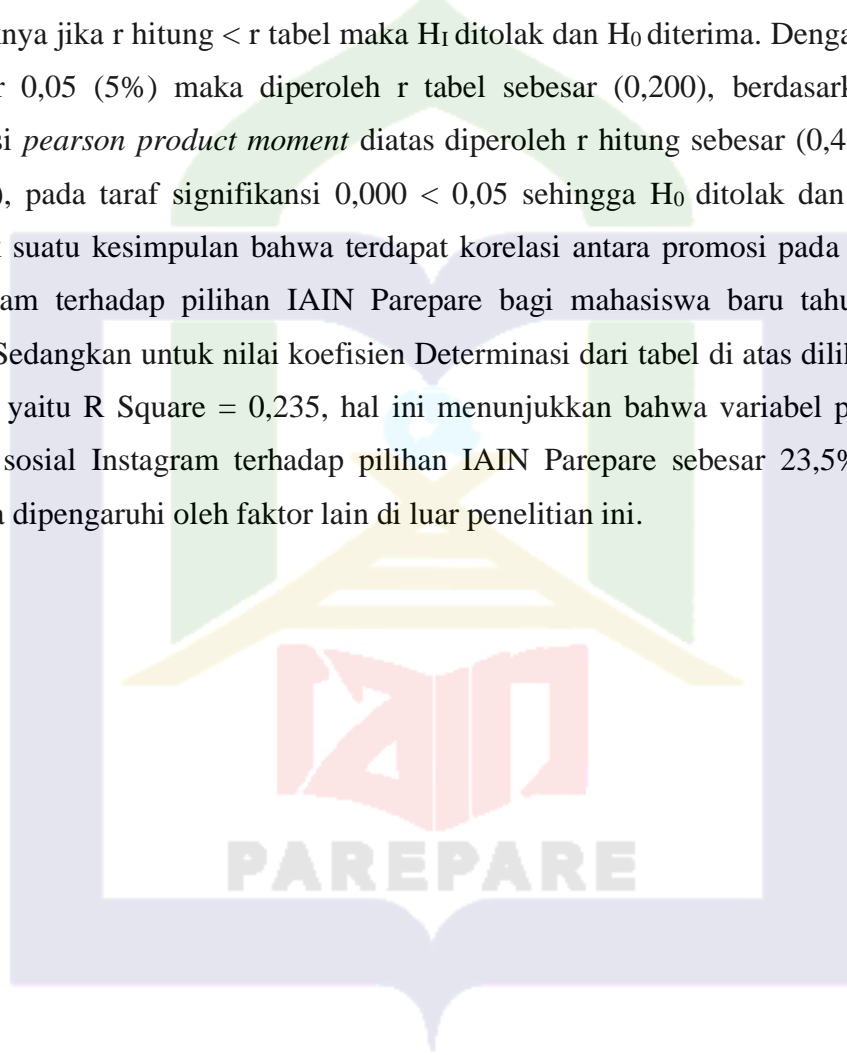 nya jika r hitung < r tabel maka HI ditolak dan H0 diterima. Denga
r 0,05 (5%) maka diperoleh r tabel sebesar (0,200), berdasark
si pearson product moment diatas diperoleh r hitung sebesar (0,4
), pada taraf signifikansi 0,000 < 0,05 sehingga H0 ditolak dan
suatu kesimpulan bahwa terdapat korelasi antara promosi pada
am terhadap pilihan IAIN Parepare bagi mahasiswa baru tahu
Sedangkan untuk nilai koefisien Determinasi dari tabel di atas dili
yaitu R Square = 0,235, hal ini menunjukkan bahwa variabel p
sosial Instagram terhadap pilihan IAIN Parepare sebesar 23,5%
dipengaruhi oleh faktor lain di luar penelitian ini.
iain
PAREPARE